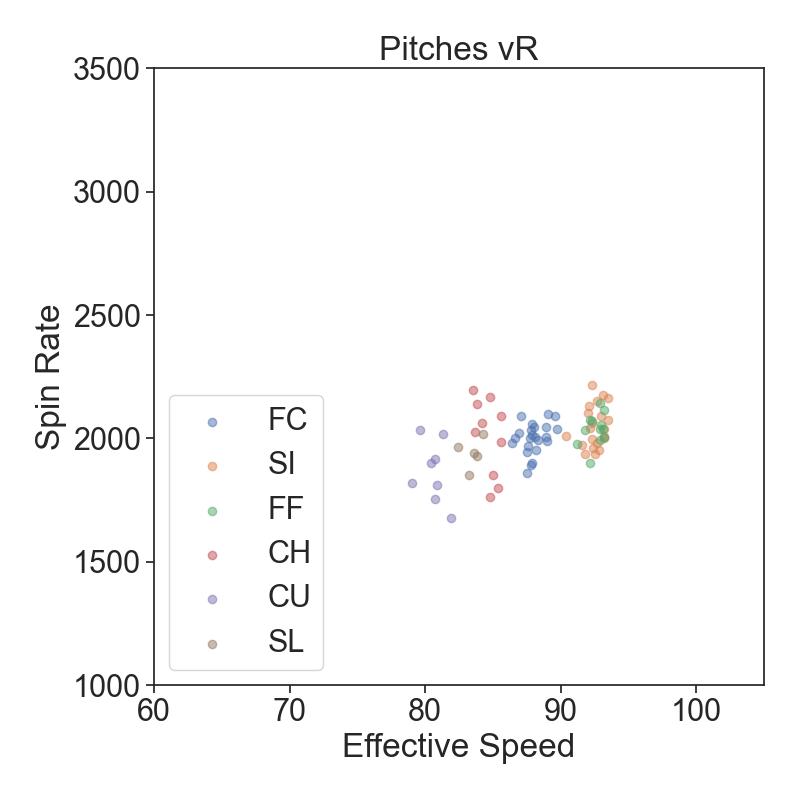 Pitches vR
3500
3000
2500
2000
1500
1000
Spin Rate
FC
SI
FF
CH
CU
SL
60
70
80
90
100
Effective Speed